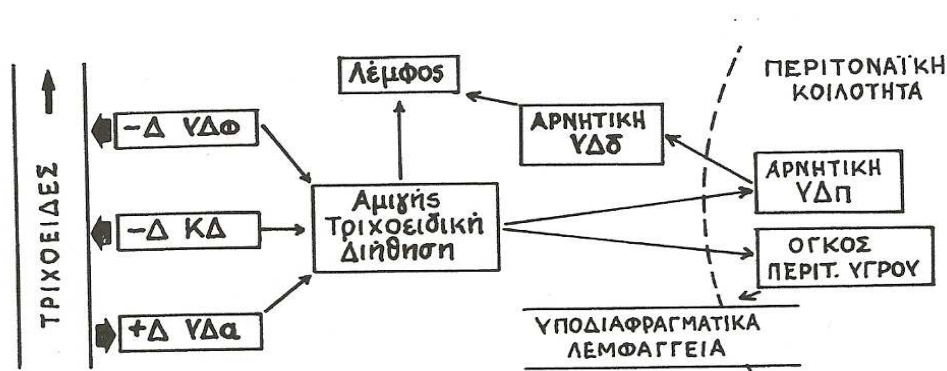 ΤΡΙΧΟΕΙΔΕΣ
-Δ ΥΔφ
-Δ ΚΔ
+Δ ΥΔα
Λέμφος
Αμιγής
Τριχοειδική
Διήθηση
ΑΡΝΗΤΙΚΗ
ΥΔδ
ΠΕΡΙΤΟΝΑΪΚΗ
ΚΟΙΛΟΤΗΤΑ
ΑΡΝΗΤΙΚΗ
ΥΔπ
ΟΓΚΟΣ
ΠΕΡΙΤ. ΥΓΡΟΥ
ΥΠΟΔΙΑΦΡΑΓΜΑΤΙΚΑ
ΛΕΜΦΑΓΓΕΙΑ